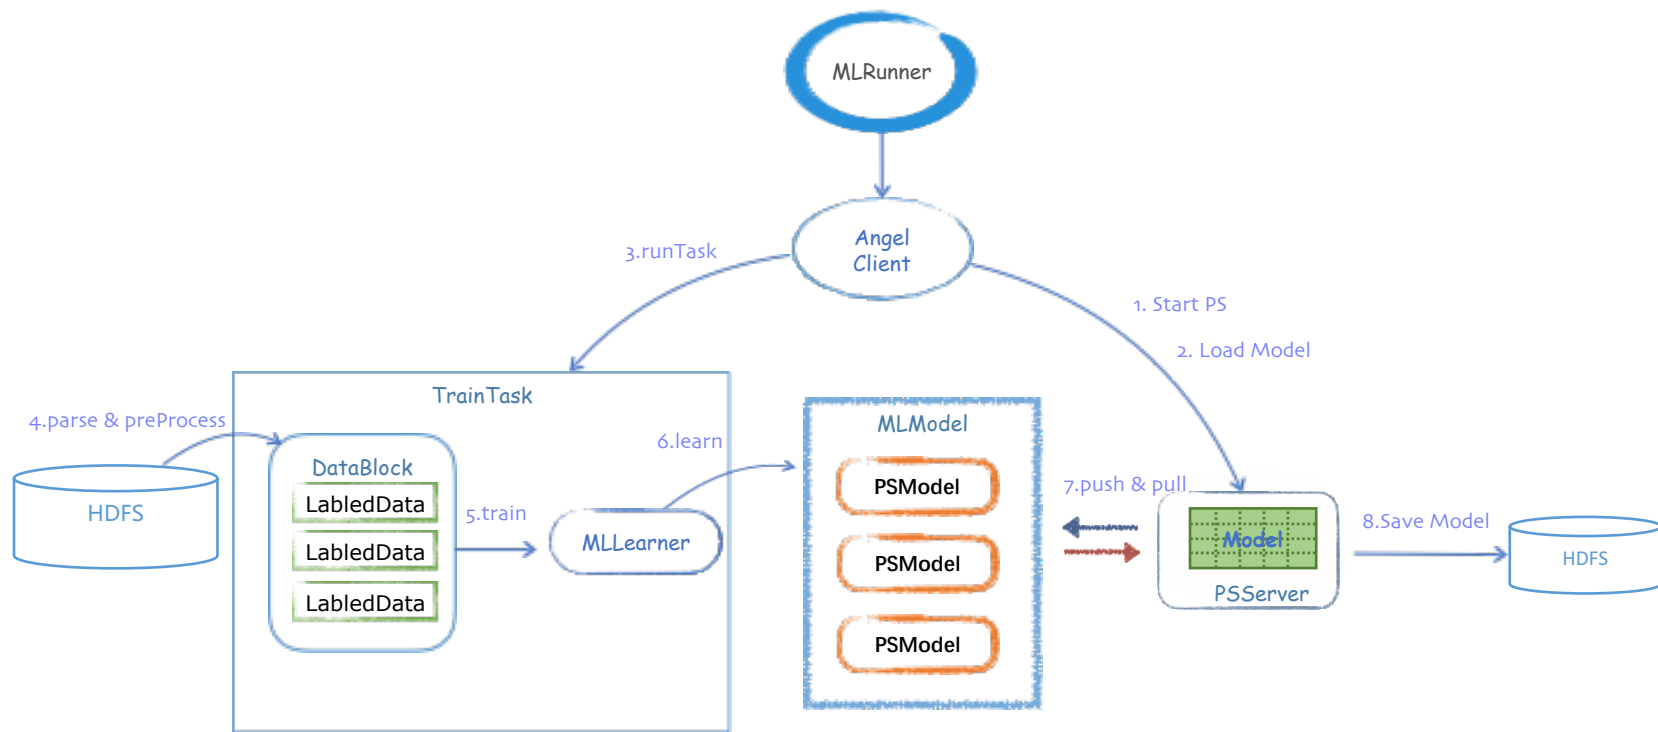 MLRunner
Angel
Client
3.runTask
1. Start PS
2. Load Model
TrainTask
4.parse & preProcess
DataBlock
LabledData
LabledData
LabledData
HDFS
5.train
MLLearner
6.learn
MLModel
PSModel
PSModel
PSModel
7.push & pull
Model
PSServer
8.Save Model
HDFS